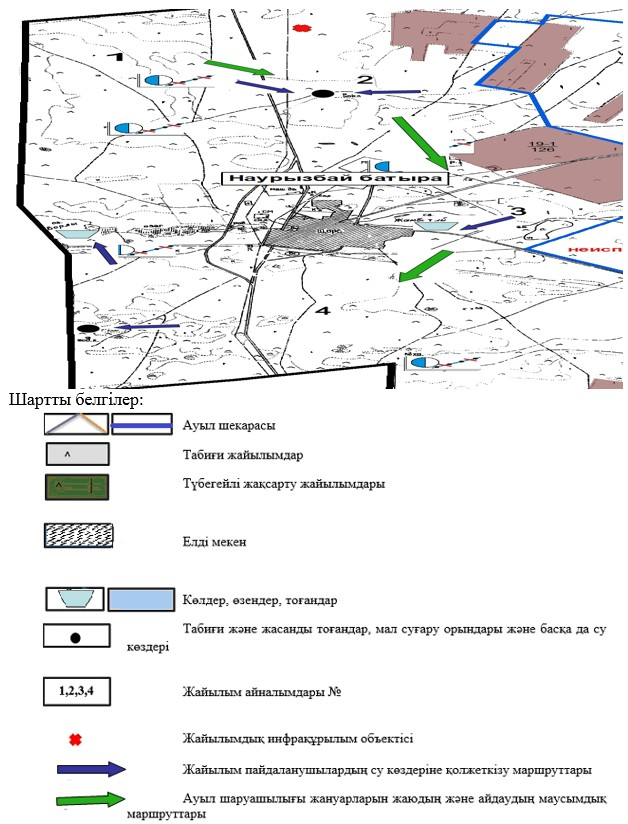 1
2
Наурызбай батыра
19-1
126
3
неисп
4
Шартты белгілер:
Ауыл шекарасы
Табиғи жайылымдар
Түбегейлі жақсарту жайылымдары
Елді мекен
Көлдер, өзендер, тоғандар
Табиғи және жасанды тоғандар, мал суғару орындары және басқа да су
көздері
1,2,3,4 Жайылым айналымдары №
Жайылымдық инфрақұрылым объектісі
Жайылым пайдаланушылардың су көздеріне қолжеткізу маршруттары
Ауыл шаруашылығы жануарларын жаюдың және айдаудың маусымдық
маршруттары